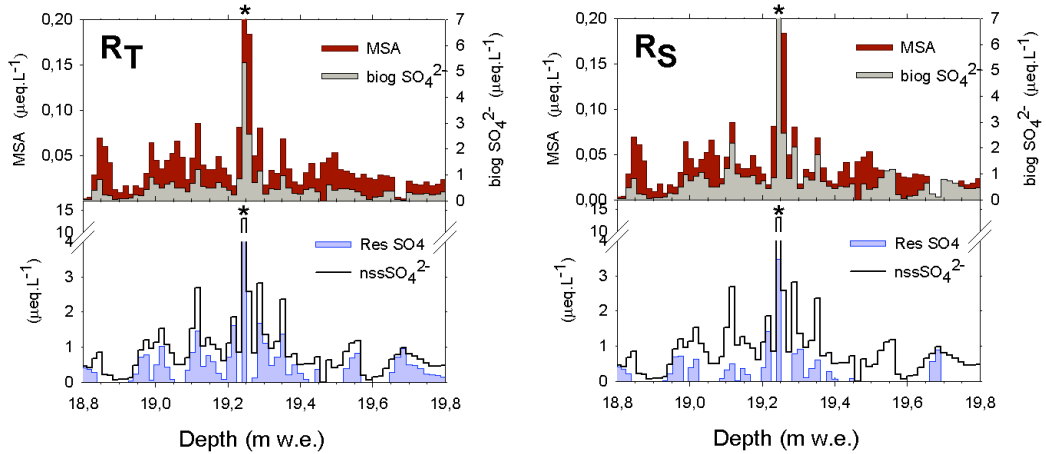 *
*
0,20
0,15
0,10
0,05
MSA (µeq.L-1)
R_T
MSA
biog SO4 2-
7
6
5
4
3
2
1
0
biog SO4 2- (µeq.L-1)
0,20
0,15
0,10
0,05
0,00
MSA (µeq.L-1)
R_S
MSA
biog SO4 2-
7
6
5
4
3
2
1
0
biog SO4 2- (µeq.L-1)
*
*
15
10
4
3
2
1
0
(µeq.L-1)
Res SO4
nssSO4 2-
15
10
4
3
2
1
0
(µeq.L-1)
Res SO4
nssSO4 2-
18,8 19,0 19,2 19,4 19,6 19,8
18,8 19,0 19,2 19,4 19,6 19,8
Depth (m w.e.)
Depth (m w.e.)